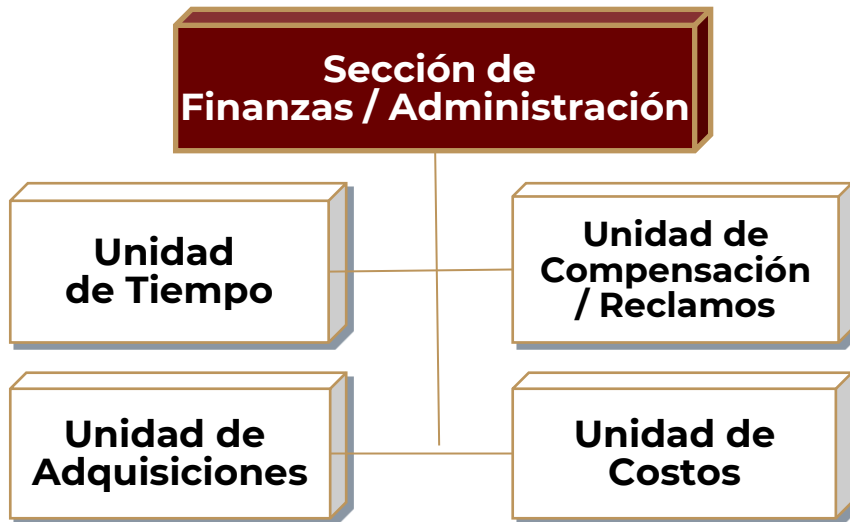 Sección de
Finanzas / Administración
Unidad
de Tiempo
Unidad de
Compensación
/ Reclamos
Unidad de
Adquisiciones
Unidad de
Costos